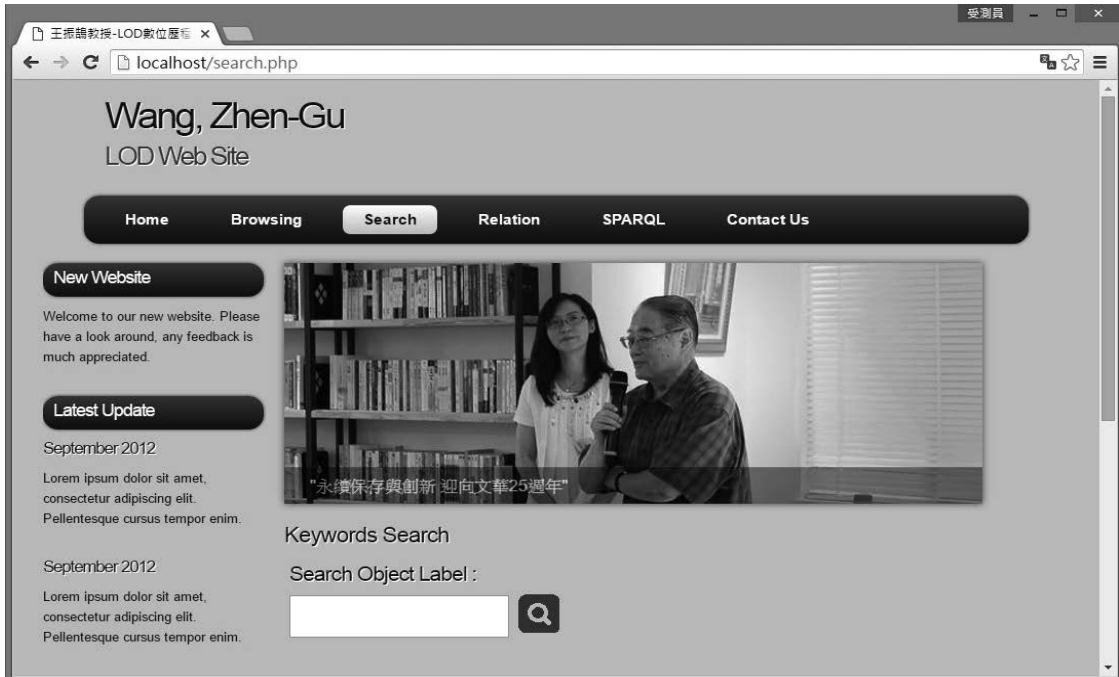 受測員
王振鵠教授-LOD數位歷程
localhost/search.php
Wang, Zhen-Gu
LOD Web Site
Home Browsing Search Relation SPARQL Contact Us
New Website
Welcome to our new website. Please
have a look around, any feedback is
much appreciated.
Latest Update
September 2012
Lorem ipsum dolor sit amet,
consectetur adipiscing elit.
Pellentesque cursus tempor enim.
September 2012
Lorem ipsum dolor sit amet,
consectetur adipiscing elit.
Pellentesque cursus tempor enim.
"永續保存與創新 迎向文華25週年"
Keywords Search
Search Object Label :